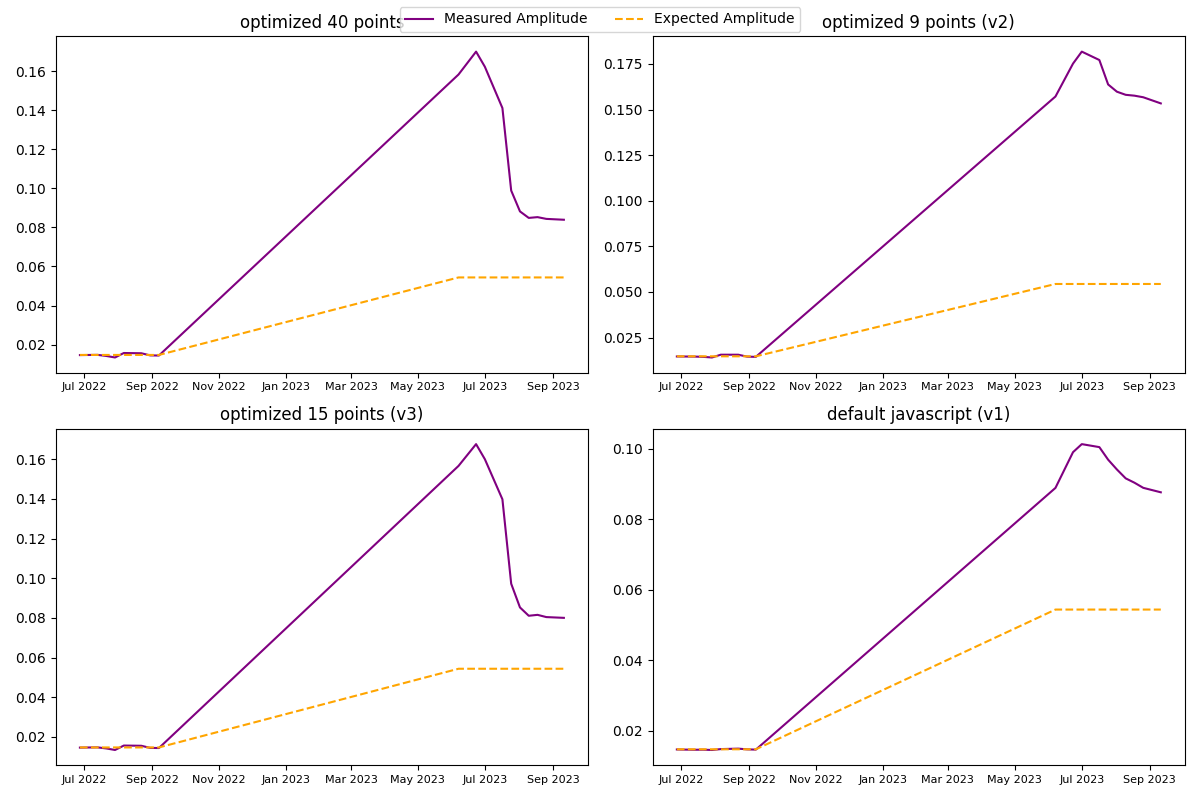 Measured Amplitude
Expected Amplitude
optimized 40 points
0.16
0.14
0.12
0.10
0.08
0.06
0.04
0.02
Jul 2022 Sep 2022 Nov 2022 Jan 2023 Mar 2023 May 2023 Jul 2023 Sep 2023
optimized 9 points (v2)
0.175
0.150
0.125
0.100
0.075
0.050
0.025
Jul 2022 Sep 2022 Nov 2022 Jan 2023 Mar 2023 May 2023 Jul 2023 Sep 2023
optimized 15 points (v3)
0.16
0.14
0.12
0.10
0.08
0.06
0.04
0.02
Jul 2022 Sep 2022 Nov 2022 Jan 2023 Mar 2023 May 2023 Jul 2023 Sep 2023
default javascript (v1)
0.10
0.08
0.06
0.04
0.02
Jul 2022 Sep 2022 Nov 2022 Jan 2023 Mar 2023 May 2023 Jul 2023 Sep 2023